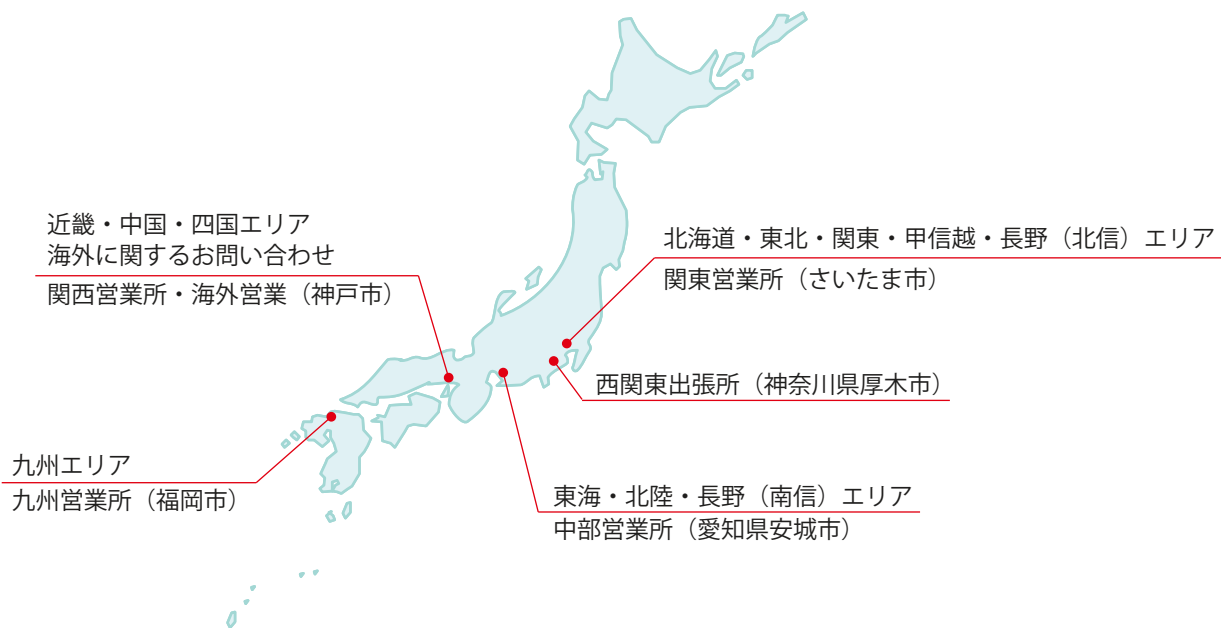 近畿・中国・四国エリア
海外に関するお問い合わせ
関西営業所・海外営業（神戸市）
北海道・東北・関東・甲信越・長野（北信）エリア
関東営業所（さいたま市）
西関東出張所（神奈川県厚木市）
九州エリア
九州営業所（福岡市）
東海・北陸・長野（南信）エリア
中部営業所（愛知県安城市）